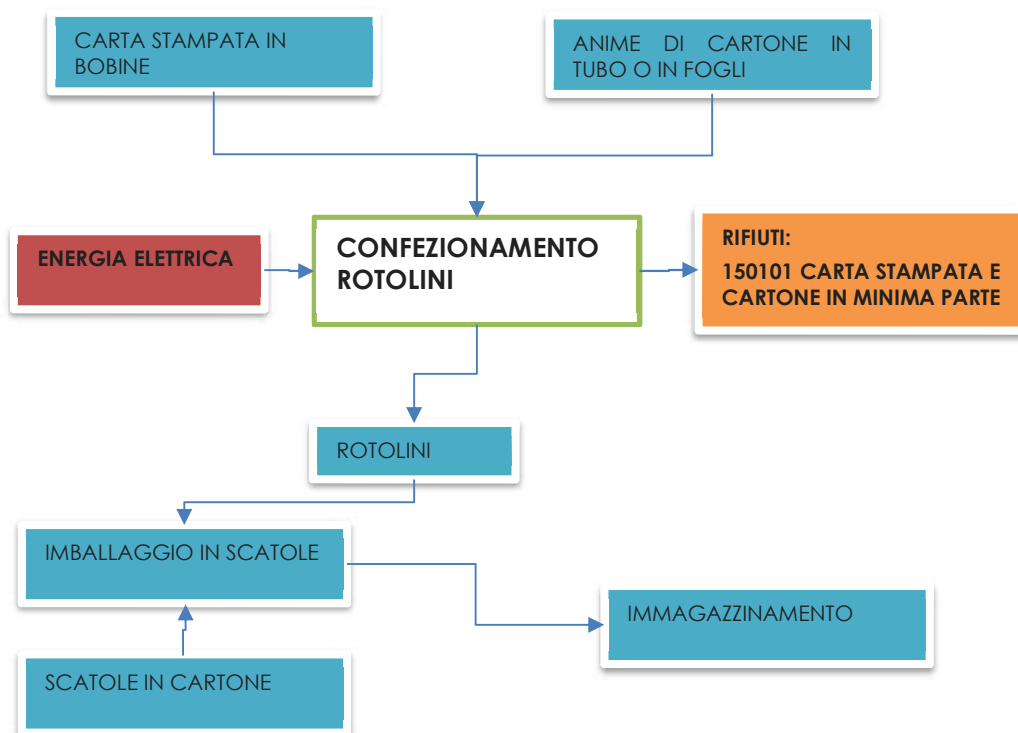 CARTA STAMPATA IN
BOBINE
ANIME DI CARTONE IN
TUBO O IN FOGLI
ENERGIA ELETTRICA
CONFEZIONAMENTO
ROTOLINI
RIFIUTI:
150101 CARTA STAMPATA E
CARTONE IN MINIMA PARTE
ROTOLINI
IMBALLAGGIO IN SCATOLE
IMMAGAZZINAMENTO
SCATOLE IN CARTONE